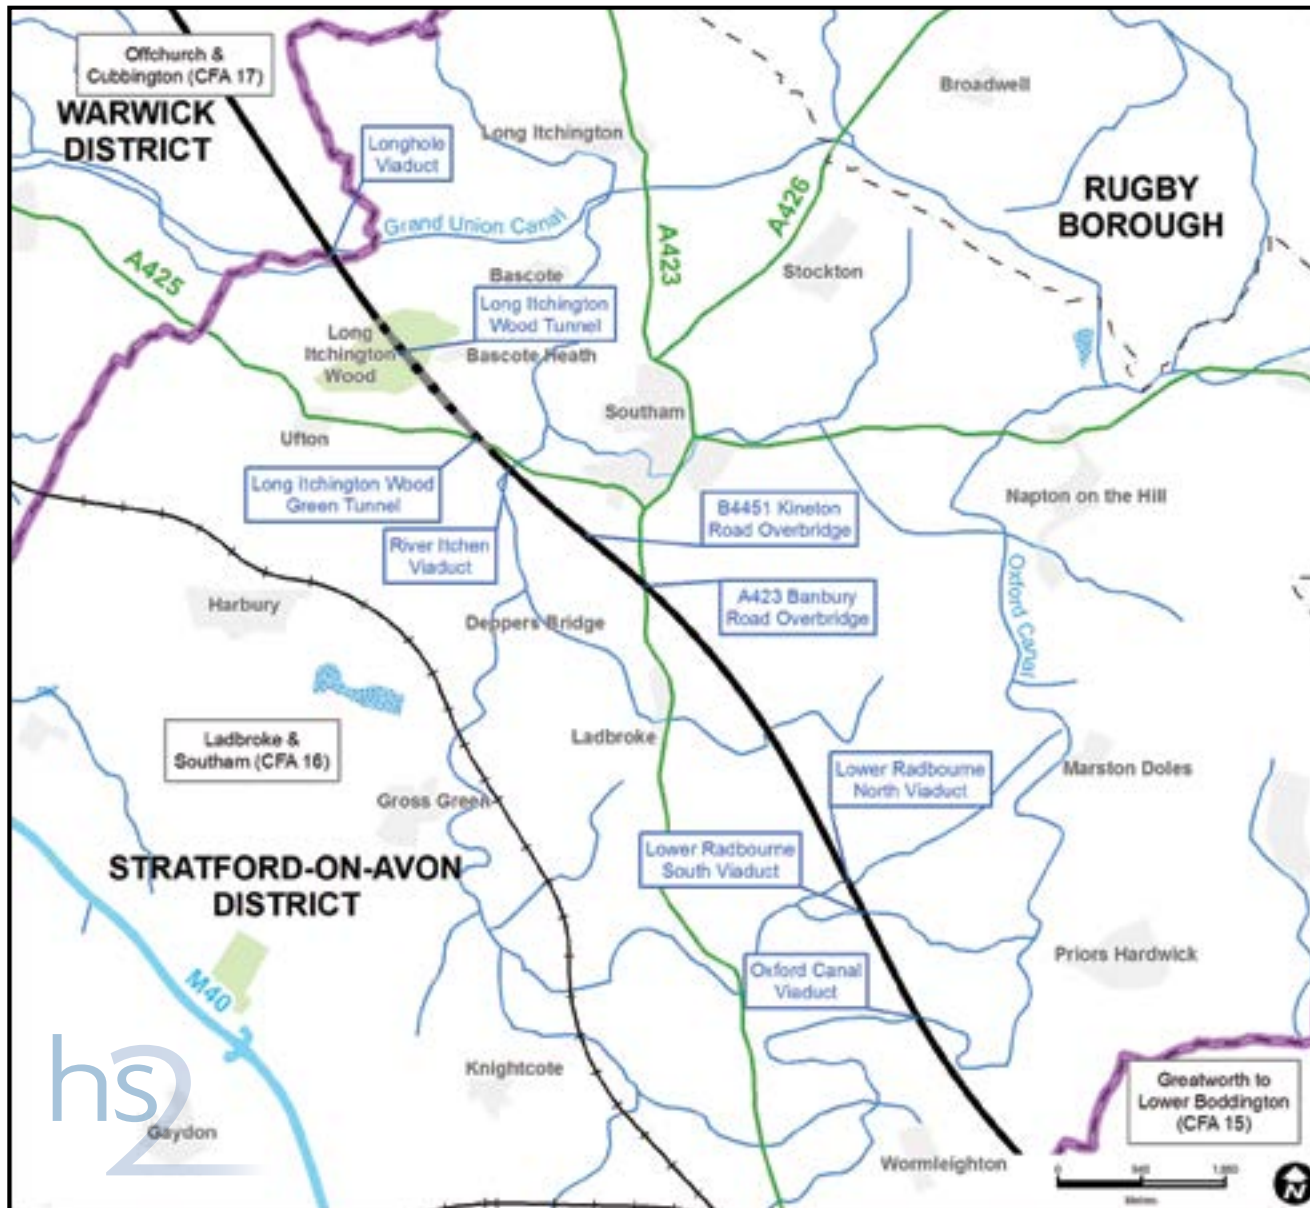 Offchurch &
Cubbington (CFA 17)
WARWICK
DISTRICT
Longhole
Viaduct
Long Itchington
Broadwell
RUGBY
BOROUGH
Grand Union Canal
A425
A423
A426
Stockton
Bascote
Long Itchington
Wood Tunnel
Long
Itchington
Wood
Bascote Heath
Southam
Ufton
Long Itchington Wood
Green Tunnel
B4451 Kineton
Road Overbridge
Napton on the Hill
River Itchen
Viaduct
Oxford Canal
A423 Banbury
Road Overbridge
Harbury
Deppers Bridge
Ladbroke &
Southam (CFA 16)
Ladbroke
Lower Radbourne
North Viaduct
Marston Doles
Gross Green
Lower Radbourne
South Viaduct
STRATFORD-ON-AVON
DISTRICT
Priors Hardwick
Oxford Canal
Viaduct
M40
hs2
Knightcote
Gaydon
Greatworth to
Lower Boddington
(CFA 15)
Wormleighton
0
Metres
N